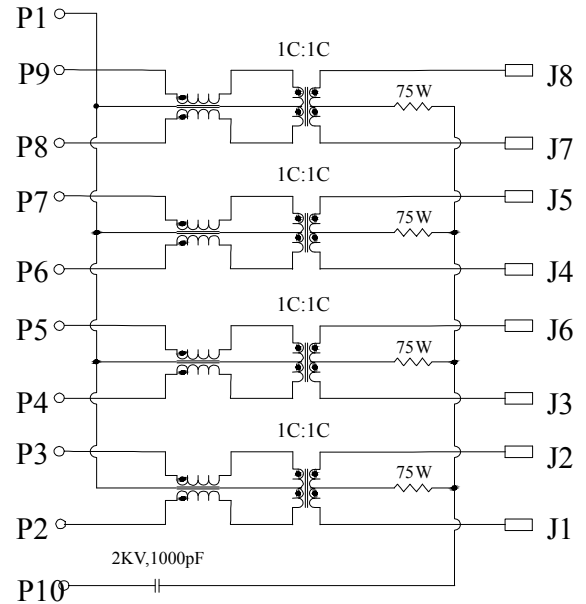 P1
1C:1C
P9 J8
75W
P8 J7
1C:1C
P7 J5
75W
P6 J4
1C:1C
P5 J6
75W
P4 J3
1C:1C
P3 J2
75W
P2 J1
2KV,1000pF
P10